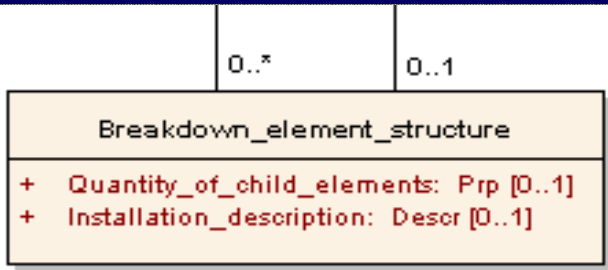 0..* 0..1
Breakdown_element_structure
+ Quantity_of_child_elements: Prp [0..1]
+ Installation_description: Descr [0..1]